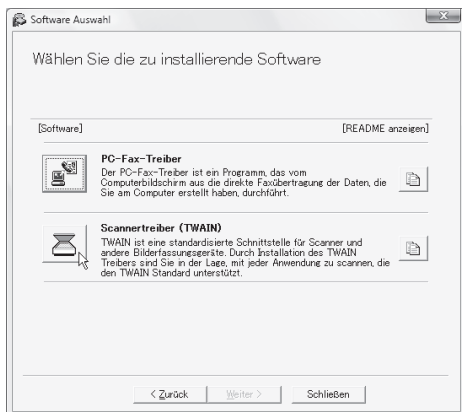 Software Auswahl
Wählen Sie die zu installierende Software
[Software] [README anzeigen]
PC-Fax-Treiber
Der PC-Fax-Treiber ist ein Programm, das vom
Computerbildschirm aus die direkte Faxübertragung der Daten, die
Sie am Computer erstellt haben, durchführt.
Scannertreiber (TWAIN)
TWAIN ist eine standardisierte Schnittstelle für Scanner und
andere Bilderfassungsgeräte. Durch Installation des TWAIN
Treibers sind Sie in der Lage, mit jeder Anwendung zu scannen, die
den TWAIN Standard unterstützt.
< Zurück Weiter > Schließen